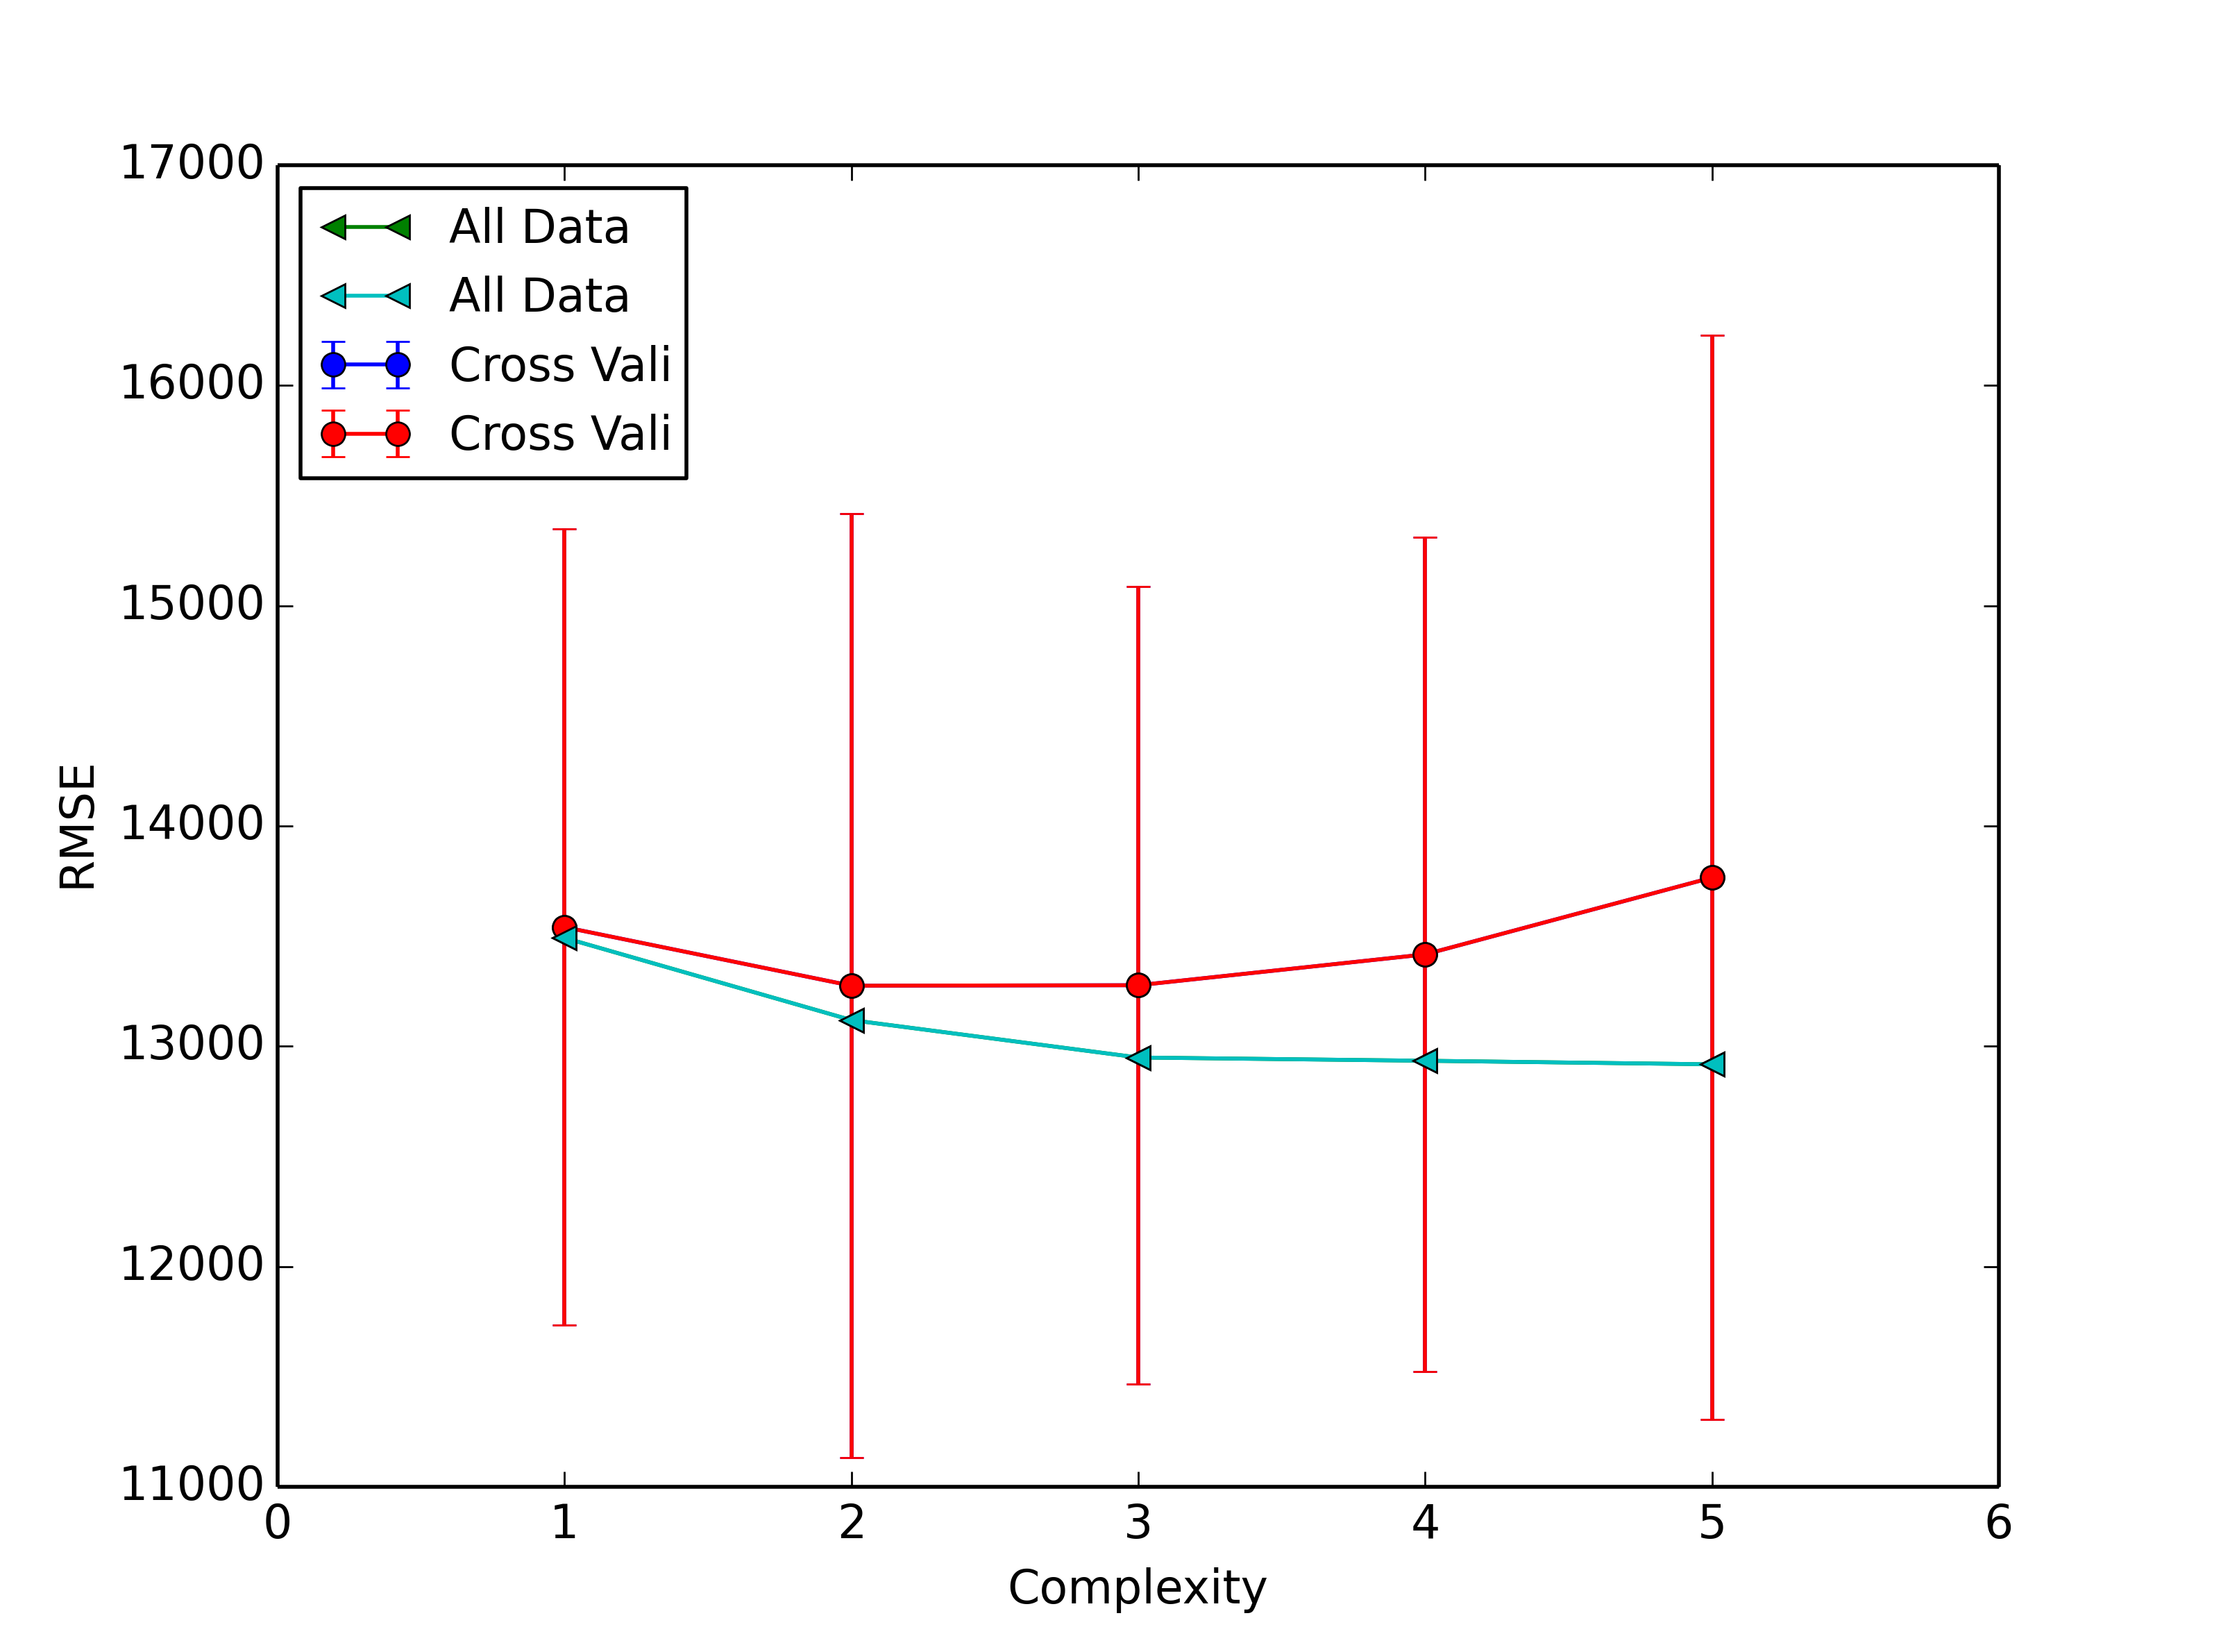 17000
All Data
All Data
Cross Vali
Cross Vali
16000
15000
14000
13000
12000
11000
RMSE
0 1 2 3 4 5 6
Complexity